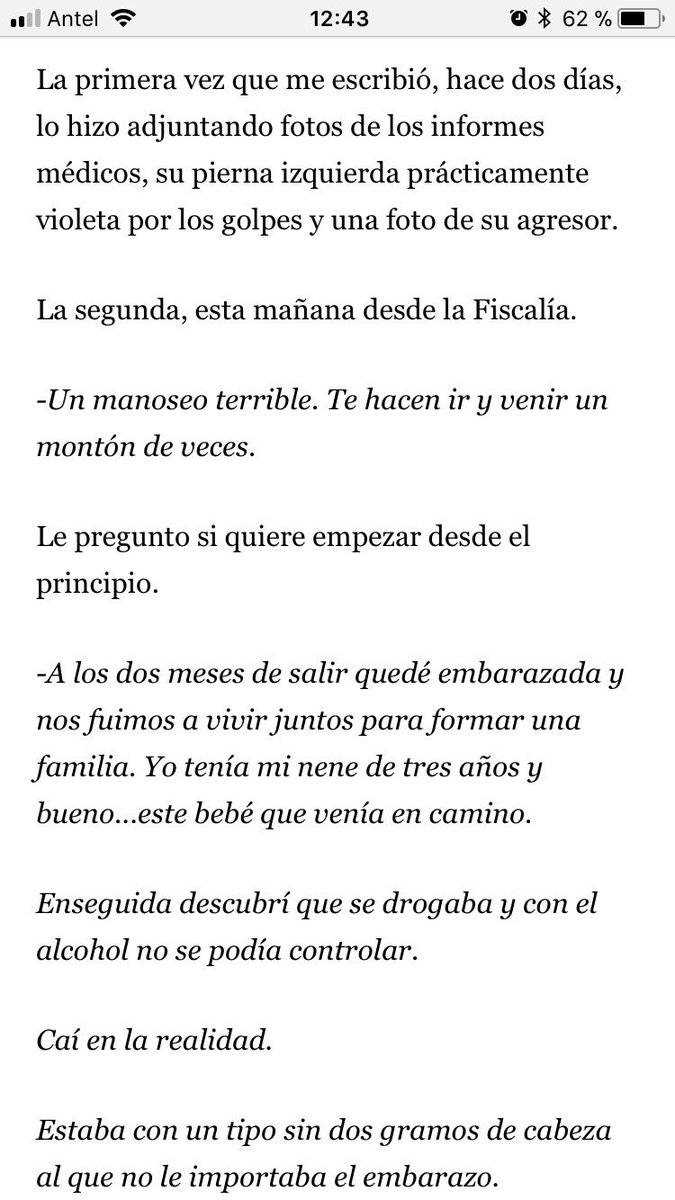 Antel 12:43 62 %
La primera vez que me escribió, hace dos días,
lo hizo adjuntando fotos de los informes
médicos, su pierna izquierda prácticamente
violeta por los golpes y una foto de su agresor.
La segunda, esta mañana desde la Fiscalía.
-Un manoseo terrible. Te hacen ir y venir un
montón de veces.
Le pregunto si quiere empezar desde el
principio.
-A los dos meses de salir quedé embarazada y
nos fuimos a vivir juntos para formar una
familia. Yo tenía mi nene de tres años y
bueno...este bebé que venía en camino.
Enseguida descubrí que se drogaba y con el
alcohol no se podía controlar.
Caí en la realidad.
Estaba con un tipo sin dos gramos de cabeza
al que no le importaba el embarazo.